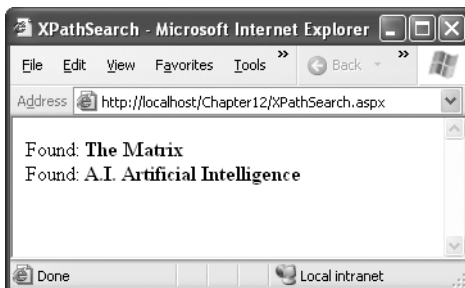 XPathSearch - Microsoft Internet Explorer
File Edit View Favorites Tools » Back »
Address http://localhost/Chapter12/XPathSearch.aspx
Found: The Matrix
Found: A.I. Artificial Intelligence
Done Local intranet